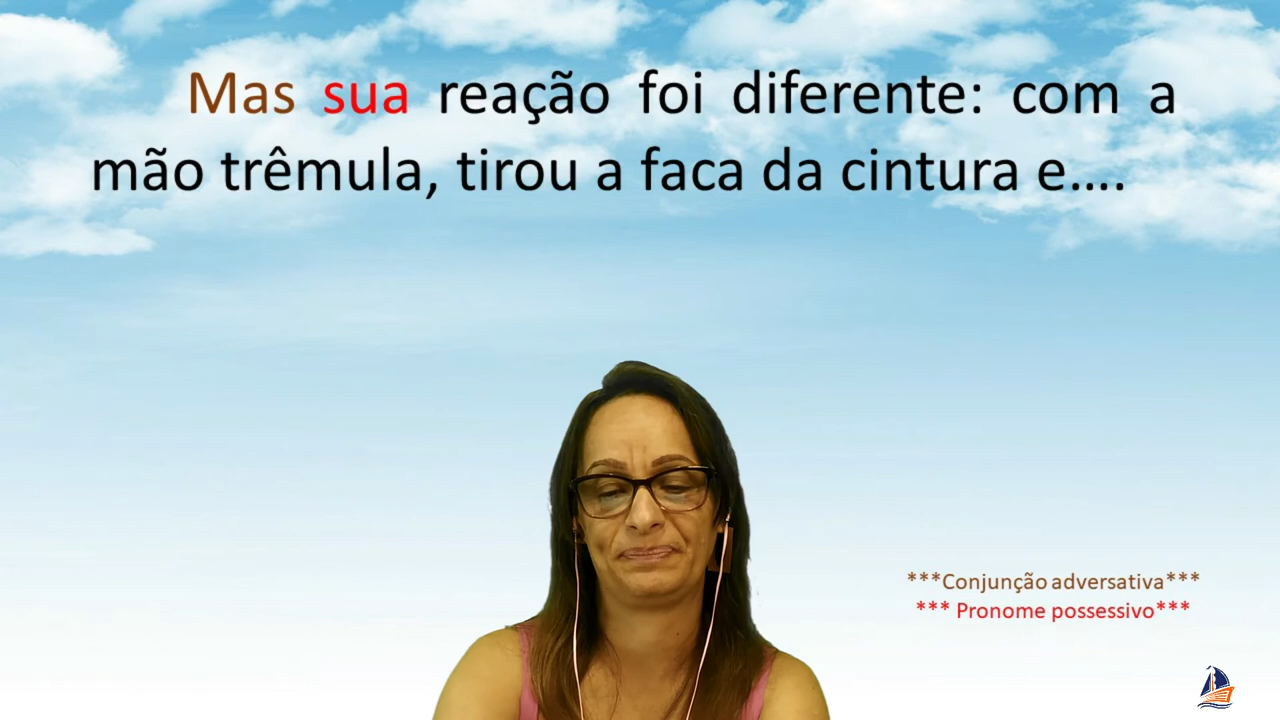 Mas sua reação foi diferente: com a
mão trêmula, tirou a faca da cintura e....
***Conjunção adversativa***
*** Pronome possessivo***